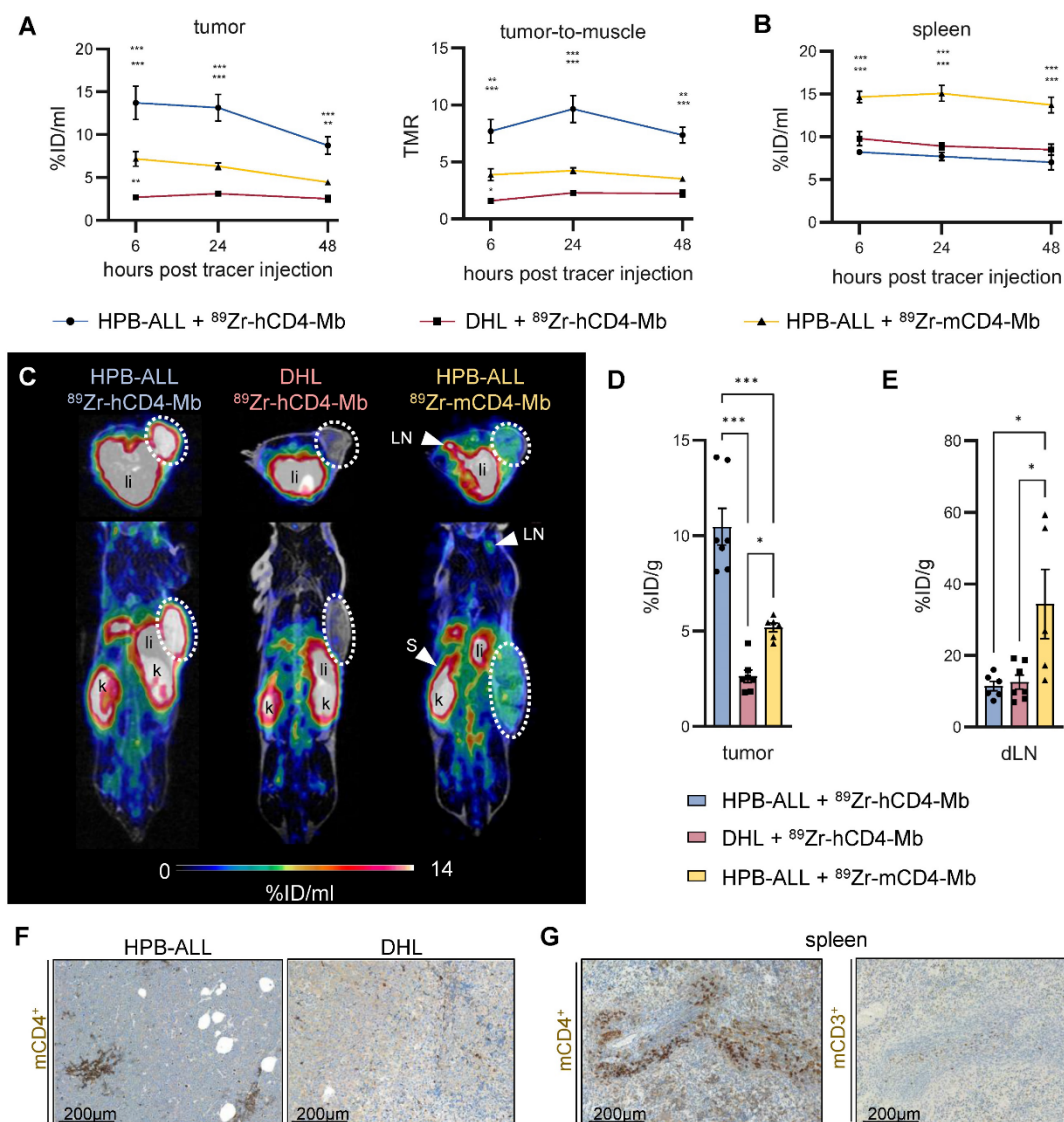 A
tumor
%ID/ml
20
15
10
5
0
***
***
***
***
***
**
**
6
24
48
hours post tracer injection
tumor-to-muscle
TMR
15
10
5
0
**
***
***
***
**
***
*
6
24
48
hours post tracer injection
B
spleen
%ID/ml
20
15
10
5
0
***
***
***
***
***
***
6
24
48
hours post tracer injection
HPB-ALL + ⁸⁹Zr-hCD4-Mb
DHL + ⁸⁹Zr-hCD4-Mb
HPB-ALL + ⁸⁹Zr-mCD4-Mb
C
HPB-ALL
⁸⁹Zr-hCD4-Mb
DHL
⁸⁹Zr-hCD4-Mb
HPB-ALL
⁸⁹Zr-mCD4-Mb
li
li
LN
li
LN
li
k
k
li
k
k
S
li
k
0
14
%ID/ml
D
%ID/g
15
10
5
0
***
***
*
tumor
E
%ID/g
80
60
40
20
0
*
*
dLN
HPB-ALL + ⁸⁹Zr-hCD4-Mb
DHL + ⁸⁹Zr-hCD4-Mb
HPB-ALL + ⁸⁹Zr-mCD4-Mb
F
HPB-ALL
DHL
mCD4⁺
200µm
200µm
G
spleen
mCD4⁺
200µm
mCD3⁺
200µm